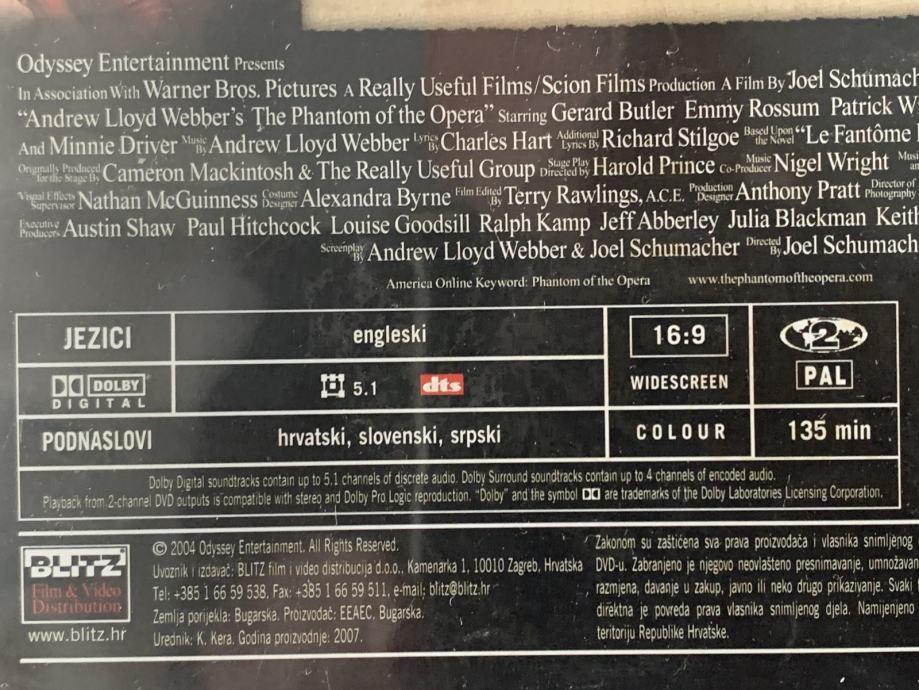 Odyssey Entertainment Presents
In Association With Warner Bros. Pictures A Really Useful Films/Scion Films Production A Film By Joel Schumach
"Andrew Lloyd Webber's The Phantom of the Opera" Starring Gerard Butler Emmy Rossum Patrick W
And Minnie Driver Music By Andrew Lloyd Webber Lyrics By Charles Hart Additional Lyrics By Richard Stilgoe Based Upon the Novel "Le Fantôme
Originally Produced for the Stage By Cameron Mackintosh & The Really Useful Group Stage Play Directed by Harold Prince Music Co-Producer Nigel Wright
Visual Effects Supervisor Nathan McGuinness Costume Designer Alexandra Byrne Film Edited By Terry Rawlings, A.C.E. Production Designer Anthony Pratt Director of Photography
Executive Producers Austin Shaw Paul Hitchcock Louise Goodsill Ralph Kamp Jeff Abberley Julia Blackman Keit
Screenplay By Andrew Lloyd Webber & Joel Schumacher Directed By Joel Schumach
America Online Keyword: Phantom of the Opera www.thephantomoftheopera.com
JEZICI engleski 16:9 2
DOLBY DIGITAL 5.1 dts WIDESCREEN PAL
PODNASLOVI hrvatski, slovenski, srpski COLOUR 135 min
Dolby Digital soundtracks contain up to 5.1 channels of discrete audio. Dolby Surround soundtracks contain up to 4 channels of encoded audio.
Playback from 2-channel DVD outputs is compatible with stereo and Dolby Pro Logic reproduction. "Dolby" and the symbol are trademarks of the Dolby Laboratories Licensing Corporation.
BLITZ
Film & Video
Distribution
www.blitz.hr
© 2004 Odyssey Entertainment. All Rights Reserved.
Uvoznik i izdavač: BLITZ film i video distribucija d.o.o., Kamenarka 1, 10010 Zagreb, Hrvatska
Tel: +385 1 66 59 538, Fax: +385 1 66 59 511, e-mail: blitz@blitz.hr
Zemlja porijekla: Bugarska. Proizvođač: EEAEC, Bugarska.
Urednik: K. Kera. Godina proizvodnje: 2007.
Zakonom su zaštićena sva prava proizvođača i vlasnika snimljenog
DVD-u. Zabranjeno je njegovo neovlašteno presnimavanje, umnožavan
razmjena, davanje u zakup, javno ili neko drugo prikazivanje. Svaki
direktna je povreda prava vlasnika snimljenog djela. Namijenjeno
teritoriju Republike Hrvatske.